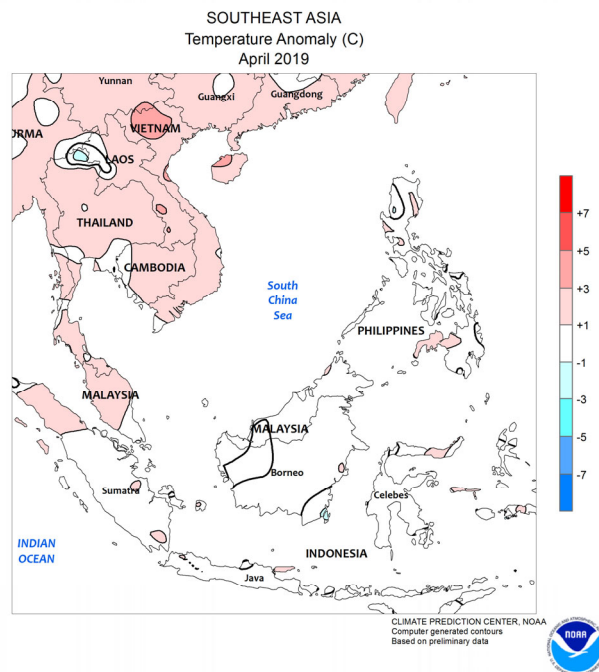 SOUTHEAST ASIA
Temperature Anomaly (C)
April 2019
Yunnan
Guangxi
Guangdong
URMA
VIETNAM
LAOS
THAILAND
CAMBODIA
South
China
Sea
PHILIPPINES
MALAYSIA
MALAYSIA
Borneo
Sumatra
Celebes
INDIAN
OCEAN
INDONESIA
Java
+7
+5
+3
+1
-1
-3
-5
-7
CLIMATE PREDICTION CENTER, NOAA
Computer generated contours
Based on preliminary data
NOAA